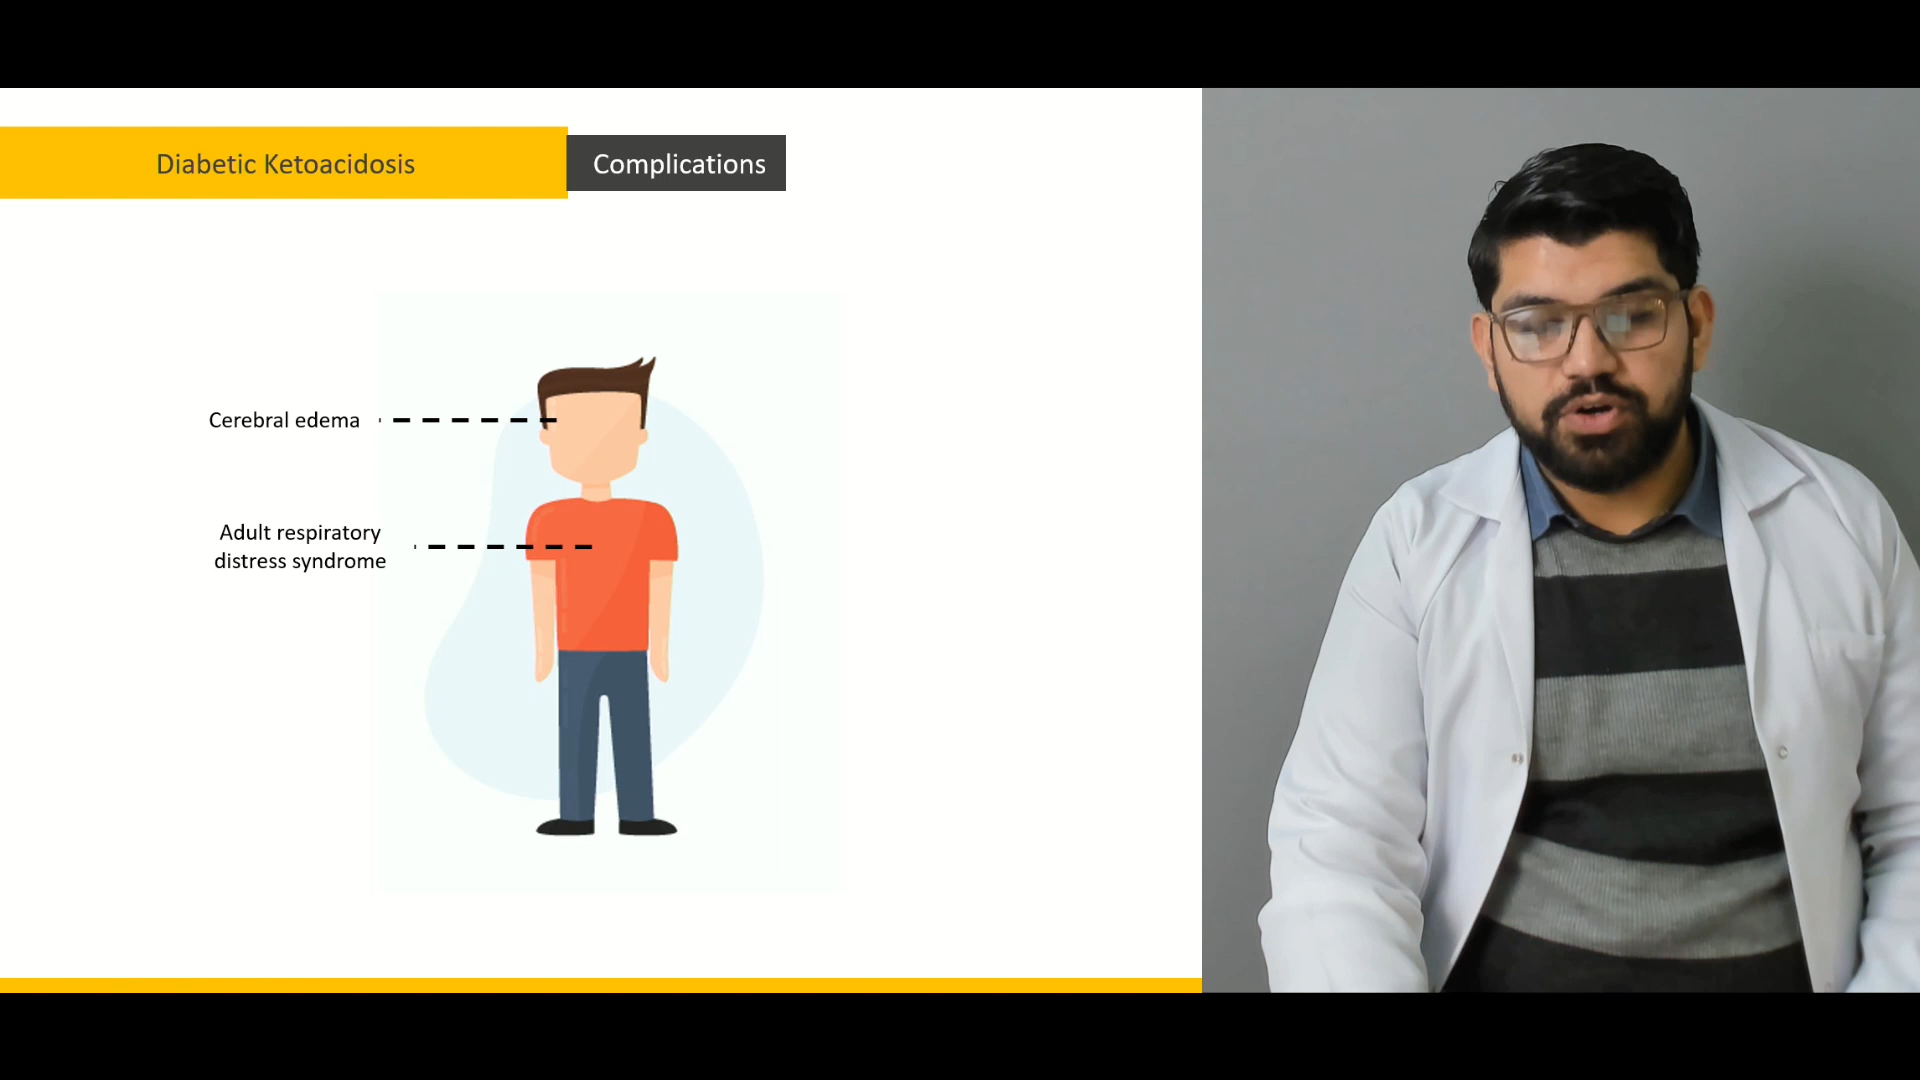 Diabetic Ketoacidosis
Complications
Cerebral edema
Adult respiratory
distress syndrome